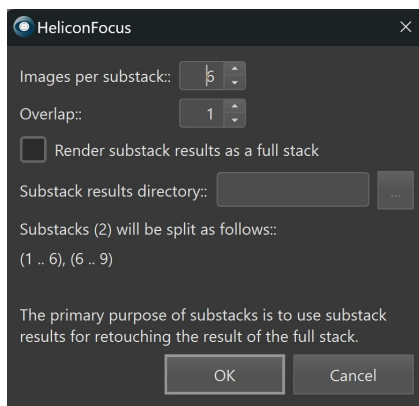 HeliconFocus
Images per substack:: 6
Overlap:: 1
Render substack results as a full stack
Substack results directory:: ...
Substacks (2) will be split as follows::
(1 .. 6), (6 .. 9)
The primary purpose of substacks is to use substack
results for retouching the result of the full stack.
OK Cancel